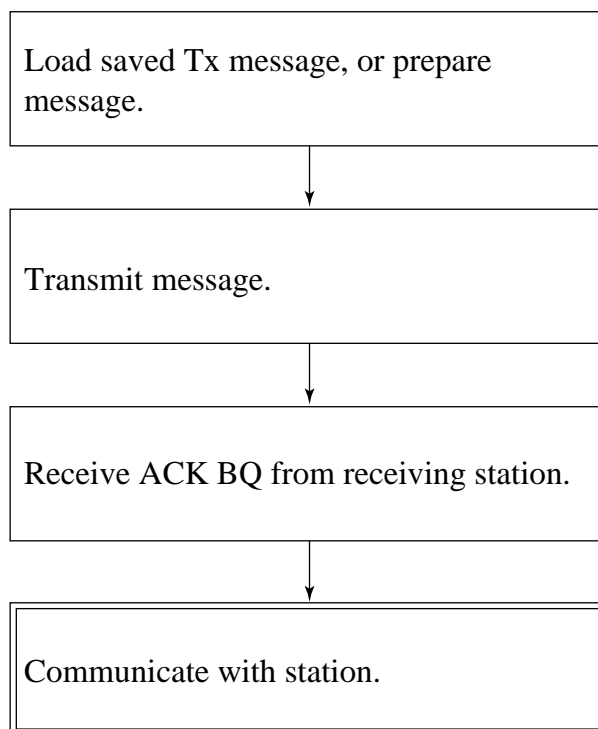 Load saved Tx message, or prepare
message.
Transmit message.
Receive ACK BQ from receiving station.
Communicate with station.